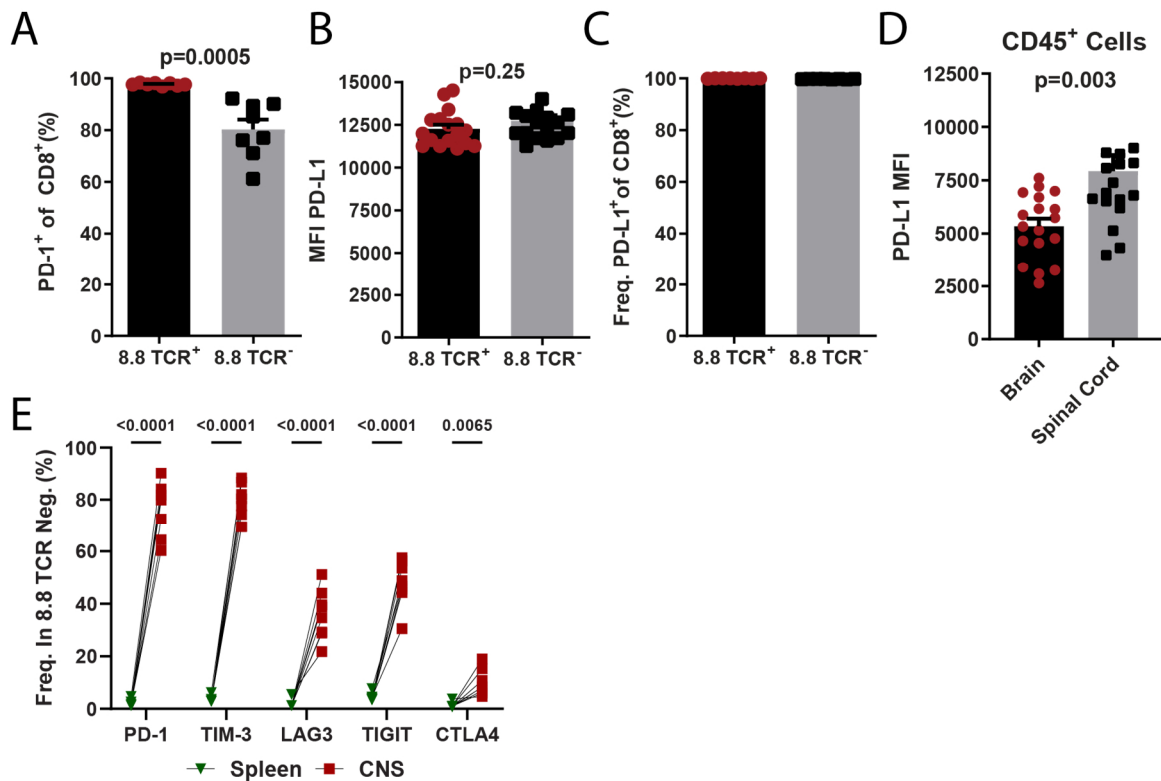 A
p=0.0005
PD-1⁺ of CD8⁺(%)
100
80
60
40
20
0
8.8 TCR⁺
8.8 TCR⁻
B
p=0.25
MFI PD-L1
15000
12500
10000
7500
5000
2500
0
8.8 TCR⁺
8.8 TCR⁻
C
Freq. PD-L1⁺ of CD8⁺(%)
100
80
60
40
20
0
8.8 TCR⁺
8.8 TCR⁻
D
CD45⁺ Cells
p=0.003
PD-L1 MFI
12500
10000
7500
5000
2500
0
Brain
Spinal Cord
E
<0.0001
<0.0001
<0.0001
<0.0001
0.0065
Freq. In 8.8 TCR Neg. (%)
100
80
60
40
20
0
PD-1
TIM-3
LAG3
TIGIT
CTLA4
Spleen
CNS